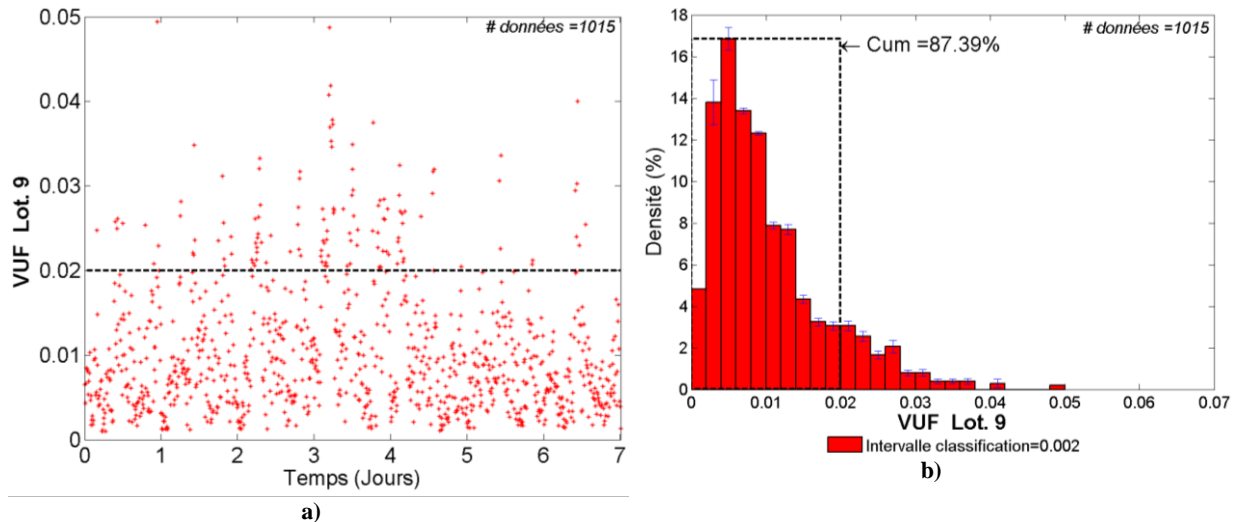 # données =1015
0.05
0.04
0.03
0.02
0.01
0
VUF Lot. 9
0 1 2 3 4 5 6 7
Temps (Jours)
a)
# données =1015
← Cum =87.39%
18
16
14
12
10
8
6
4
2
0
Densité (%)
0 0.01 0.02 0.03 0.04 0.05 0.06 0.07
VUF Lot. 9
Intervalle classification=0.002
b)